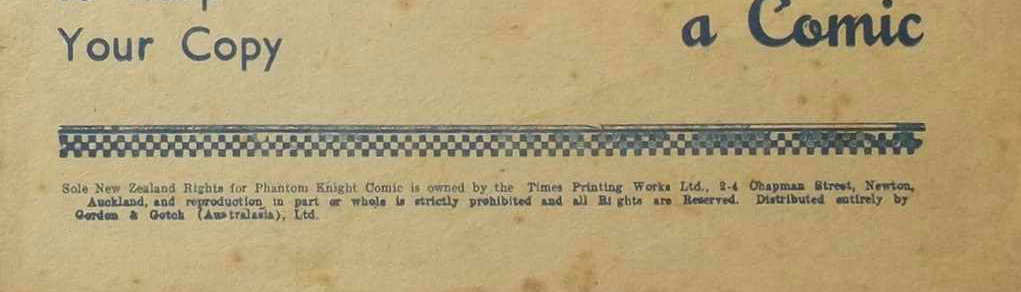 Your Copy
a Comic
Sole New Zealand Rights for Phantom Knight Comic is owned by the Times Printing Works Ltd., 2-4 Chapman Street, Newton,
Auckland, and reproduction in part or whole is strictly prohibited and all Rights are Reserved. Distributed entirely by
Gordon & Gotch (Australasia), Ltd.